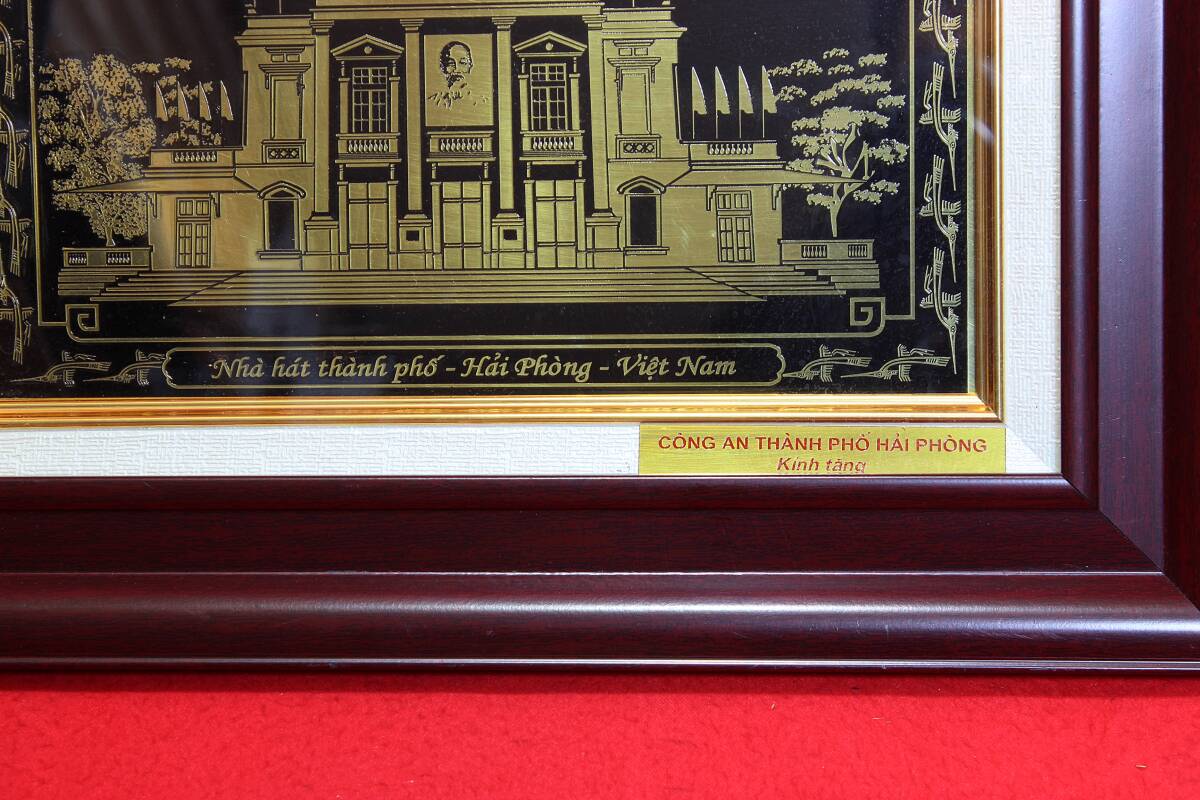 Nhà hát thành phố - Hải Phòng - Việt Nam
CÔNG AN THÀNH PHỐ HẢI PHÒNG
Kính tặng